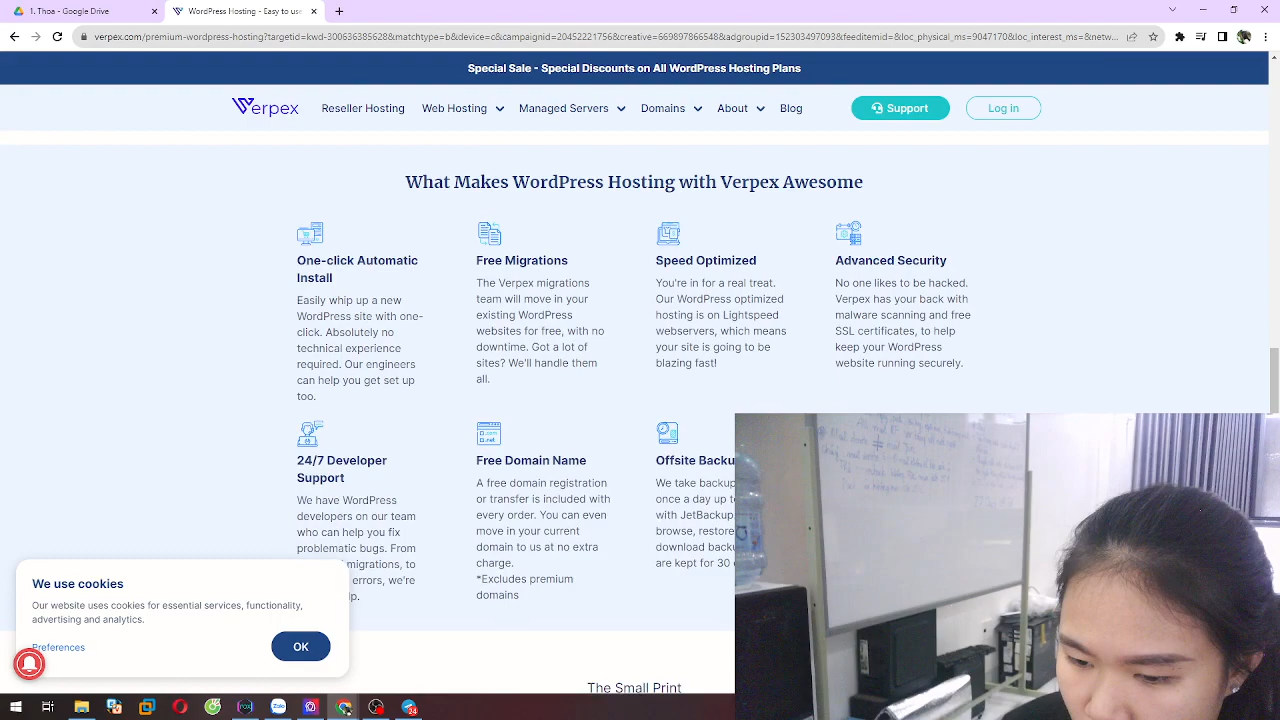 1. Thoa - Google Drive
WordPress Hosting - Easy to use
verpex.com/premium-wordpress-hosting?targetid=kwd-300636385628&matchtype=b&device=c&campaignid=20452221756&creative=669897866548&adgroupid=152303497093&feeditemid=&loc_physical_ms=9047170&loc_interest_ms=&netw...
Special Sale - Special Discounts on All WordPress Hosting Plans
Verpex Reseller Hosting Web Hosting Managed Servers Domains About Blog Support Log in
What Makes WordPress Hosting with Verpex Awesome
One-click Automatic
Install
Easily whip up a new
WordPress site with one-
click. Absolutely no
technical experience
required. Our engineers
can help you get set up
too.
Free Migrations
The Verpex migrations
team will move in your
existing WordPress
websites for free, with no
downtime. Got a lot of
sites? We'll handle them
all.
Speed Optimized
You're in for a real treat.
Our WordPress optimized
hosting is on Lightspeed
webservers, which means
your site is going to be
blazing fast!
Advanced Security
No one likes to be hacked.
Verpex has your back with
malware scanning and free
SSL certificates, to help
keep your WordPress
website running securely.
24/7 Developer
Support
We have WordPress
developers on our team
who can help you fix
problematic bugs. From
migrations, to
errors, we're
Free Domain Name
A free domain registration
or transfer is included with
every order. You can even
move in your current
domain to us at no extra
charge.
*Excludes premium
domains
Offsite Backu
We take backup
once a day up t
with JetBackup
browse, restore
download backu
are kept for 30
We use cookies
Our website uses cookies for essential services, functionality,
advertising and analytics.
Preferences
OK
The Small Print
Zalo
24